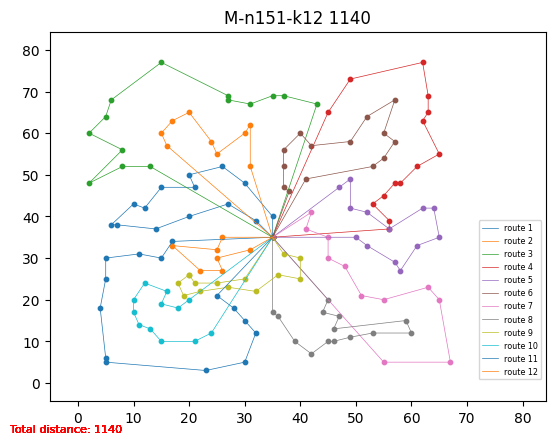 M-n151-k12 1140
80
70
60
50
40
30
20
10
0
0 10 20 30 40 50 60 70 80
route 1
route 2
route 3
route 4
route 5
route 6
route 7
route 8
route 9
route 10
route 11
route 12
Total distance: 1140